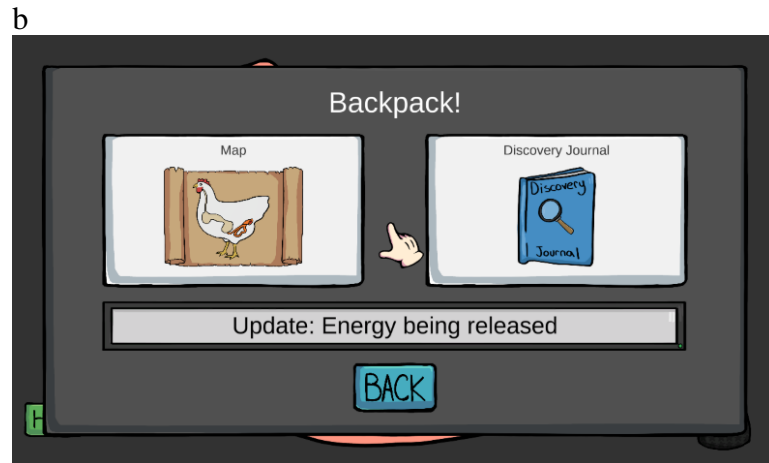 b
Backpack!
Map
Discovery Journal
Discovery
Journal
Update: Energy being released
BACK
H